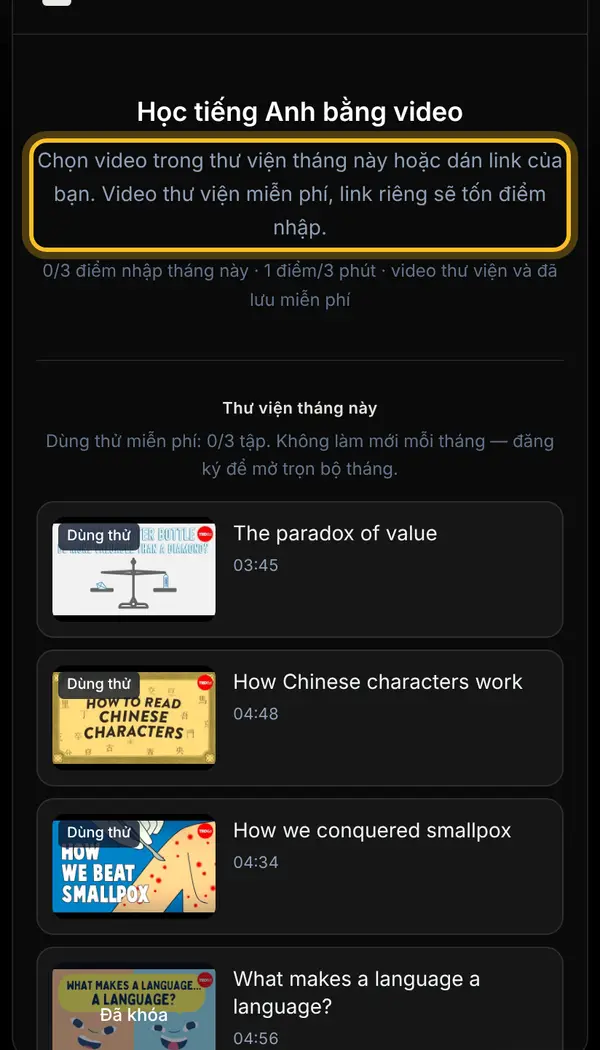 Học tiếng Anh bằng video
Chọn video trong thư viện tháng này hoặc dán link của
bạn. Video thư viện miễn phí, link riêng sẽ tốn điểm
nhập.
0/3 điểm nhập tháng này · 1 điểm/3 phút · video thư viện và đã
lưu miễn phí
Thư viện tháng này
Dùng thử miễn phí: 0/3 tập. Không làm mới mỗi tháng — đăng
ký để mở trọn bộ tháng.
Dùng thử
BOTTLE
THAN A DIAMOND?
The paradox of value
03:45
Dùng thử
HOW TO READ
CHINESE
CHARACTERS
How Chinese characters work
04:48
Dùng thử
HOW
WE BEAT
SMALLPOX
How we conquered smallpox
04:34
WHAT MAKES A LANGUAGE...
A LANGUAGE?
Đã khóa
What makes a language a
language?
04:56